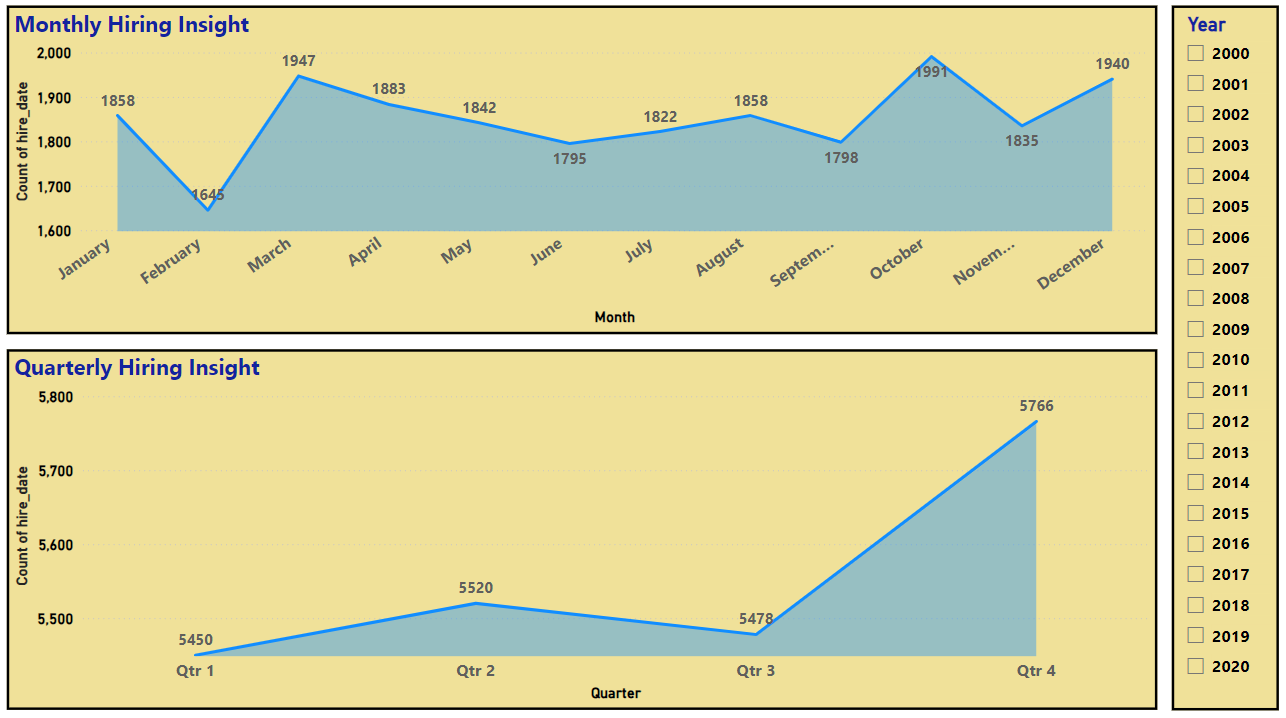 Monthly Hiring Insight
Count of hire_date
2,000
1,900
1,800
1,700
1,600
1858
1645
1947
1883
1842
1795
1822
1858
1798
1991
1835
1940
January
February
March
April
May
June
July
August
Septem...
October
Novem...
December
Month
Quarterly Hiring Insight
Count of hire_date
5,800
5,700
5,600
5,500
5450
5520
5478
5766
Qtr 1
Qtr 2
Qtr 3
Qtr 4
Quarter
Year
2000
2001
2002
2003
2004
2005
2006
2007
2008
2009
2010
2011
2012
2013
2014
2015
2016
2017
2018
2019
2020